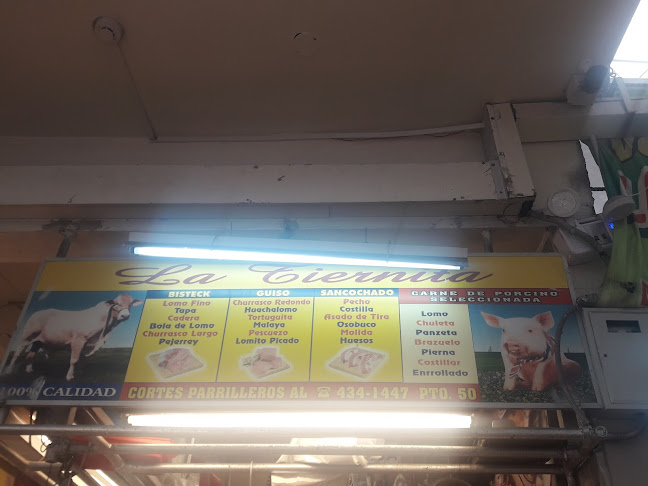 La Tiernita
BISTECK
Lomo Fino
Tapa
Cadera
Bola de Lomo
Churrasco Largo
Pejerrey
GUISO
Churrasco Redondo
Huachalomo
Tortuguita
Malaya
Pescuezo
Lomito Picado
SANCOCHADO
Pecho
Costilla
Asado de Tira
Osobuco
Molida
Huesos
CARNE DE PORCINO
SELECCIONADA
Lomo
Chuleta
Panzeta
Brazuelo
Pierna
Costillar
Enrrollado
100% CALIDAD
CORTES PARRILLEROS AL ☎ 434-1447 PTO. 50